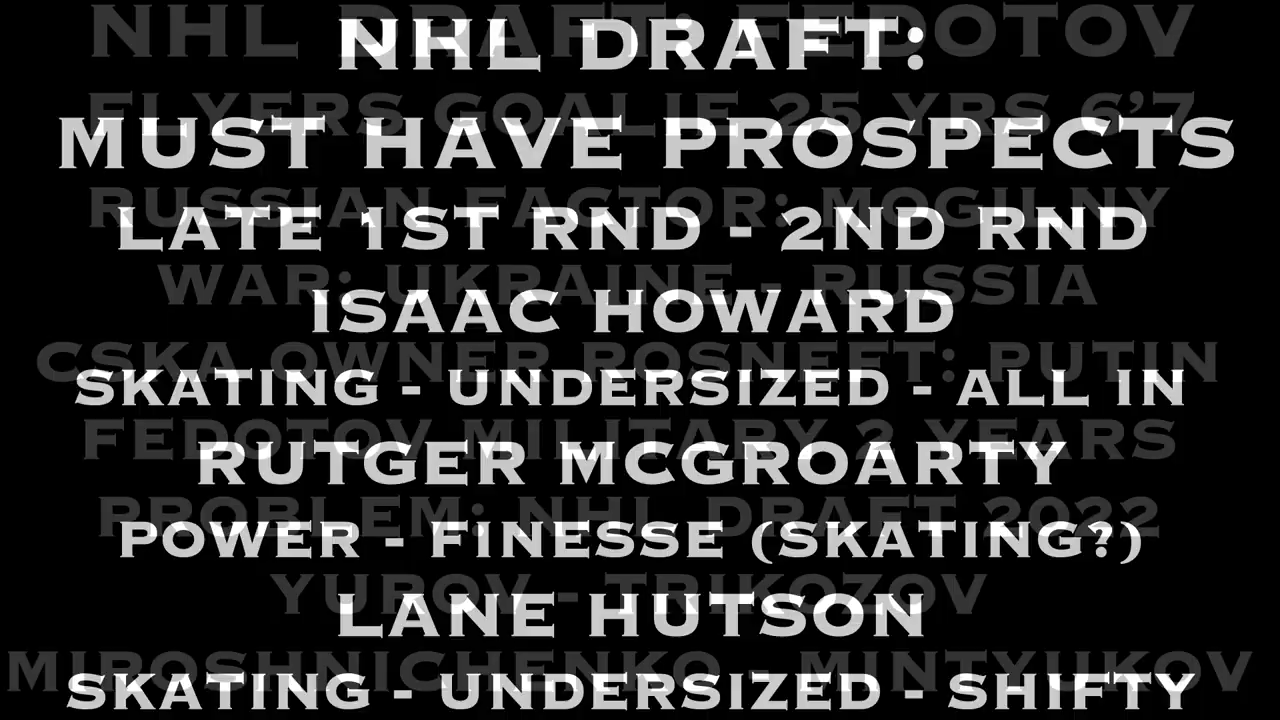 NHL DRAFT: FEDOTOV
NHL DRAFT:
FLYERS GOALIE 25 YRS 6'7
MUST HAVE PROSPECTS
RUSSIAN FACTOR: MOGILNY
LATE 1ST RND - 2ND RND
WAR: UKRAINE - RUSSIA
ISAAC HOWARD
CSKA OWNER ROSNEFT: PUTIN
SKATING - UNDERSIZED - ALL IN
FEDOTOV MILITARY 2 YEARS
RUTGER MCGROARTY
PROBLEM: NHL DRAFT 2022
POWER - FINESSE (SKATING?)
YUROV - TRIKOZOV
LANE HUTSON
MIROSHNICHENKO - MINTYUKOV
SKATING - UNDERSIZED - SHIFTY